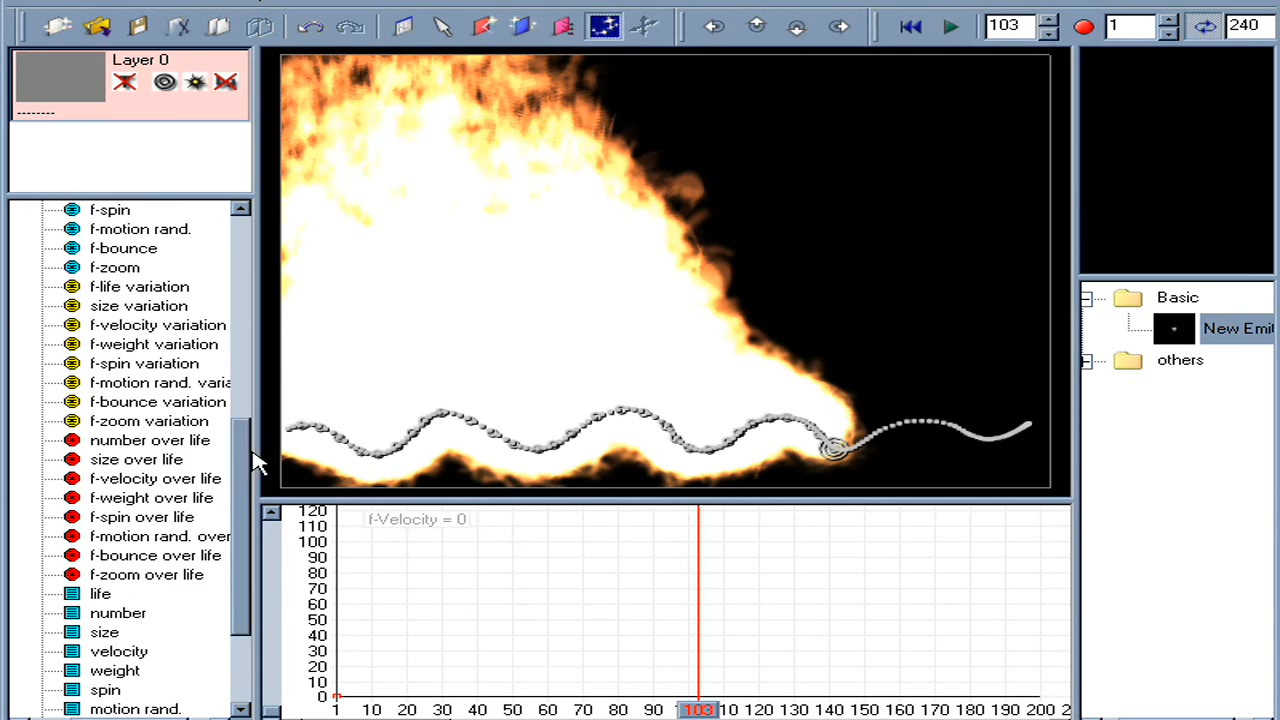 103
1
240
Layer 0
--------
f-spin
f-motion rand.
f-bounce
f-zoom
f-life variation
size variation
f-velocity variation
f-weight variation
f-spin variation
f-motion rand. varia
f-bounce variation
f-zoom variation
number over life
size over life
f-velocity over life
f-weight over life
f-spin over life
f-motion rand. over
f-bounce over life
f-zoom over life
life
number
size
velocity
weight
spin
motion rand.
f-Velocity = 0
120
110
100
90
80
70
60
50
40
30
20
10
0
1 10 20 30 40 50 60 70 80 90 103 10 120 130 140 150 160 170 180 190 200 2
Basic
New Emit
others